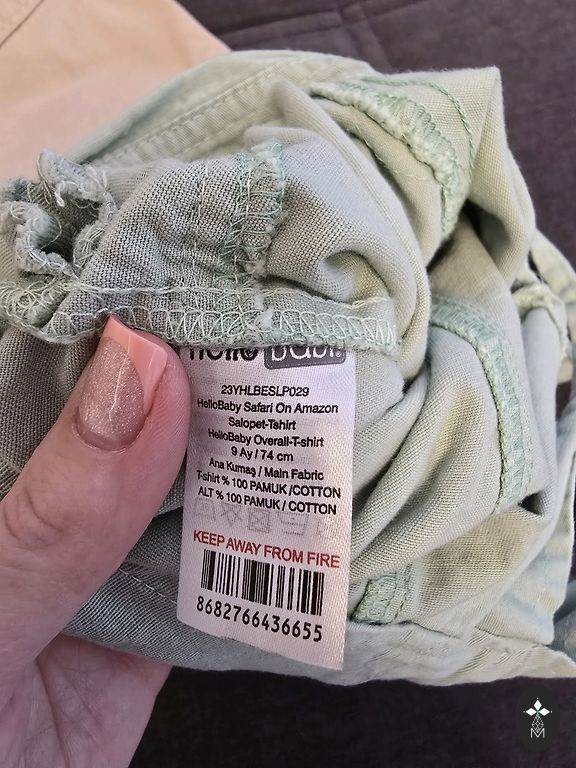 hello babi
23YHLBESLP029
HelloBaby Safari On Amazon
Salopet-Tshirt
HelloBaby Overall-T-shirt
9 Ay / 74 cm
Ana Kumaş / Main Fabric
T-shirt % 100 PAMUK /COTTON
ALT % 100 PAMUK / COTTON
KEEP AWAY FROM FIRE
8682766436655
M